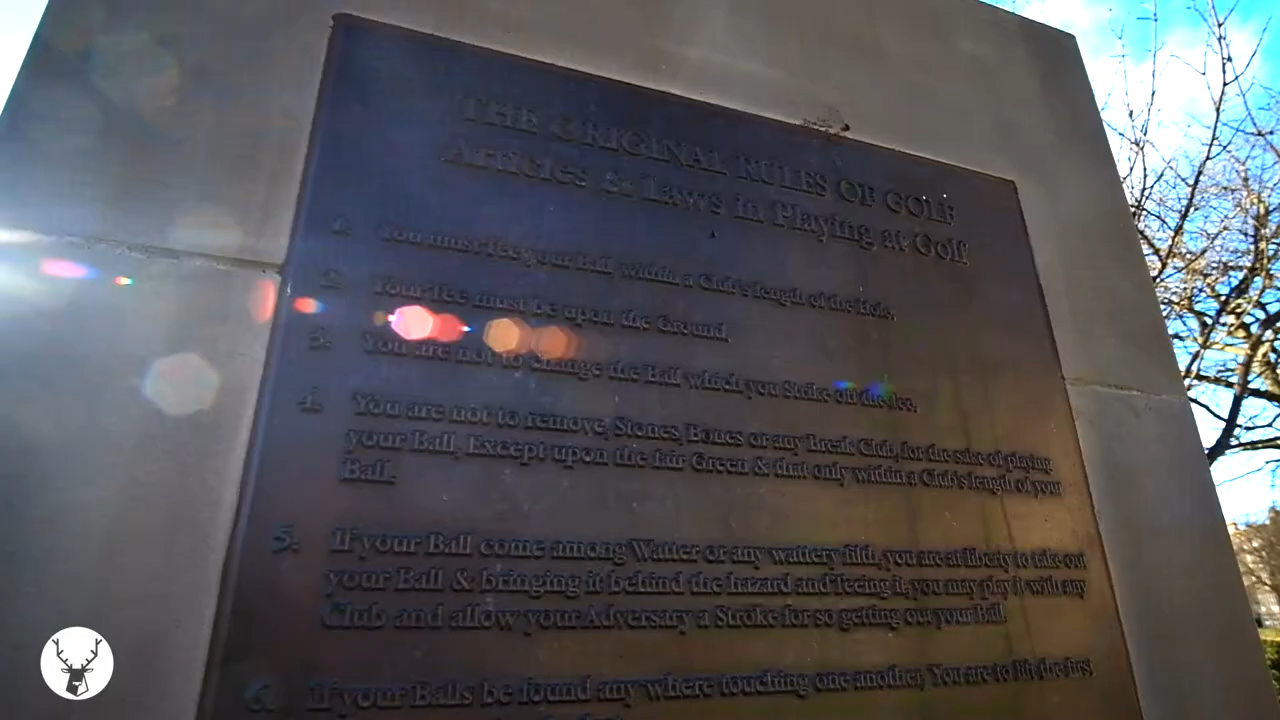 THE ORIGINAL RULES OF GOLF
Articles & Laws in Playing at Golf
1. You must Tee your Ball within a Club's length of the Hole.
2. Your Tee must be upon the Ground.
3. You are not to change the Ball which you Strike off the Tee.
4. You are not to remove, Stones, Bones or any Break Club, for the sake of playing
your Ball, Except upon the fair Green & that only within a Club's length of your
Ball.
5. If your Ball come among Watter or any wattery filth, you are at liberty to take out
your Ball & bringing it behind the hazard and Teeing it, you may play it with any
Club and allow your Adversary a Stroke for so getting out your Ball.
6. If your Balls be found any where touching one another, You are to lift the first